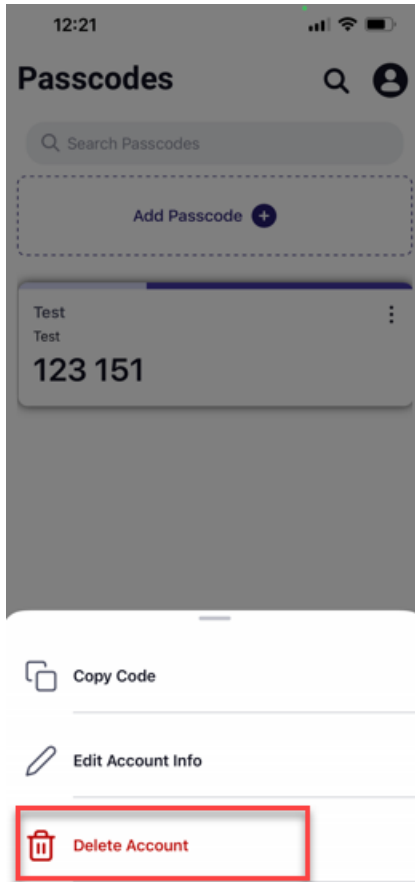 12:21
Passcodes
Search Passcodes
Add Passcode
Test
Test
123 151
Copy Code
Edit Account Info
Delete Account